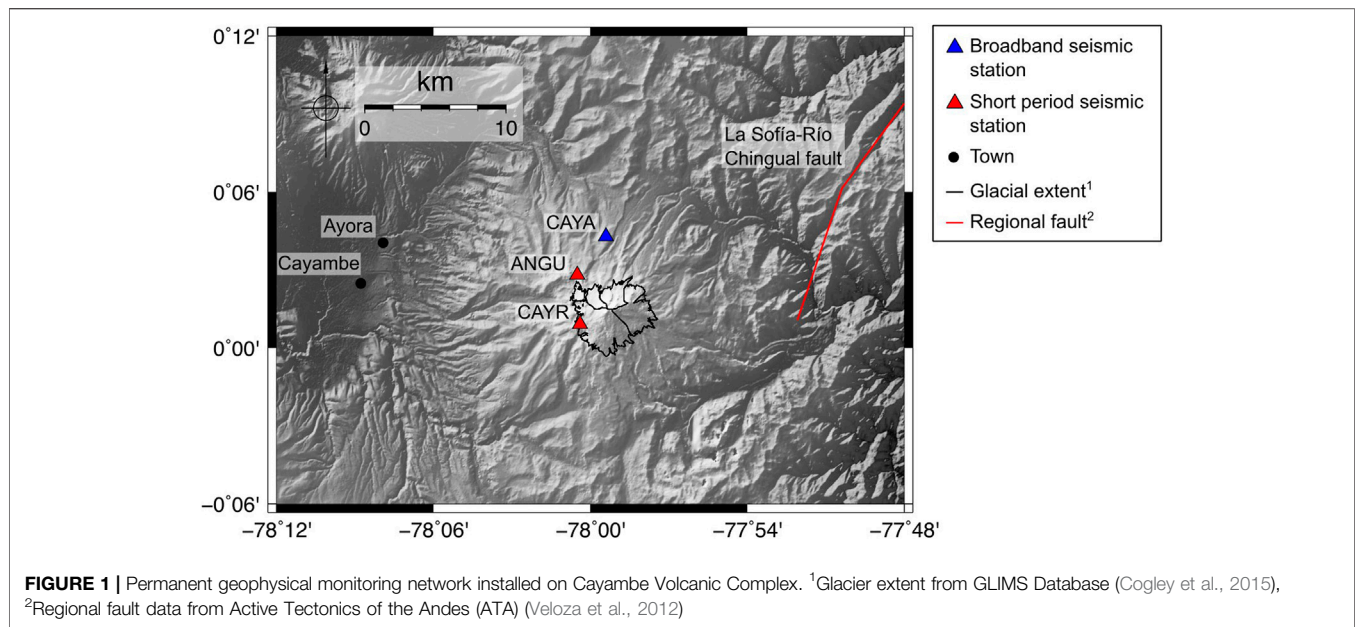 0°12'
0°06'
0°00'
−0°06'
−78°12'
−78°06'
−78°00'
−77°54'
−77°48'
km
0
10
La Sofía-Río
Chingual fault
Ayora
Cayambe
CAYA
ANGU
CAYR
Broadband seismic
station
Short period seismic
station
Town
Glacial extent¹
Regional fault²
FIGURE 1 | Permanent geophysical monitoring network installed on Cayambe Volcanic Complex. ¹Glacier extent from GLIMS Database (Cogley et al., 2015),
²Regional fault data from Active Tectonics of the Andes (ATA) (Veloza et al., 2012)